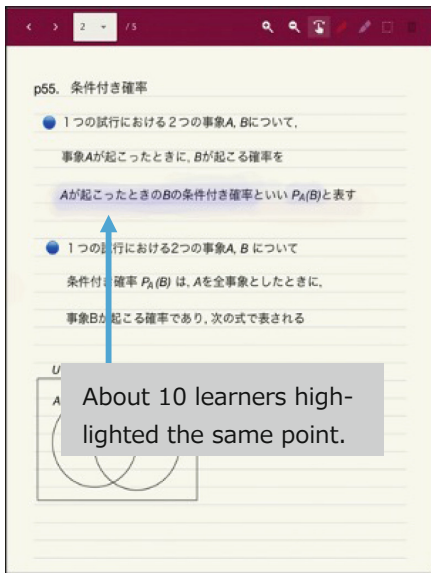 2 / 5
p55. 条件付き確率
1つの試行における2つの事象A, Bについて,
事象Aが起こったときに, Bが起こる確率を
Aが起こったときのBの条件付き確率といい PA(B)と表す
1つの試行における2つの事象A, B について
条件付き確率 PA(B) は, Aを全事象としたときに,
事象Bが起こる確率であり, 次の式で表される
U
A
About 10 learners high-
lighted the same point.